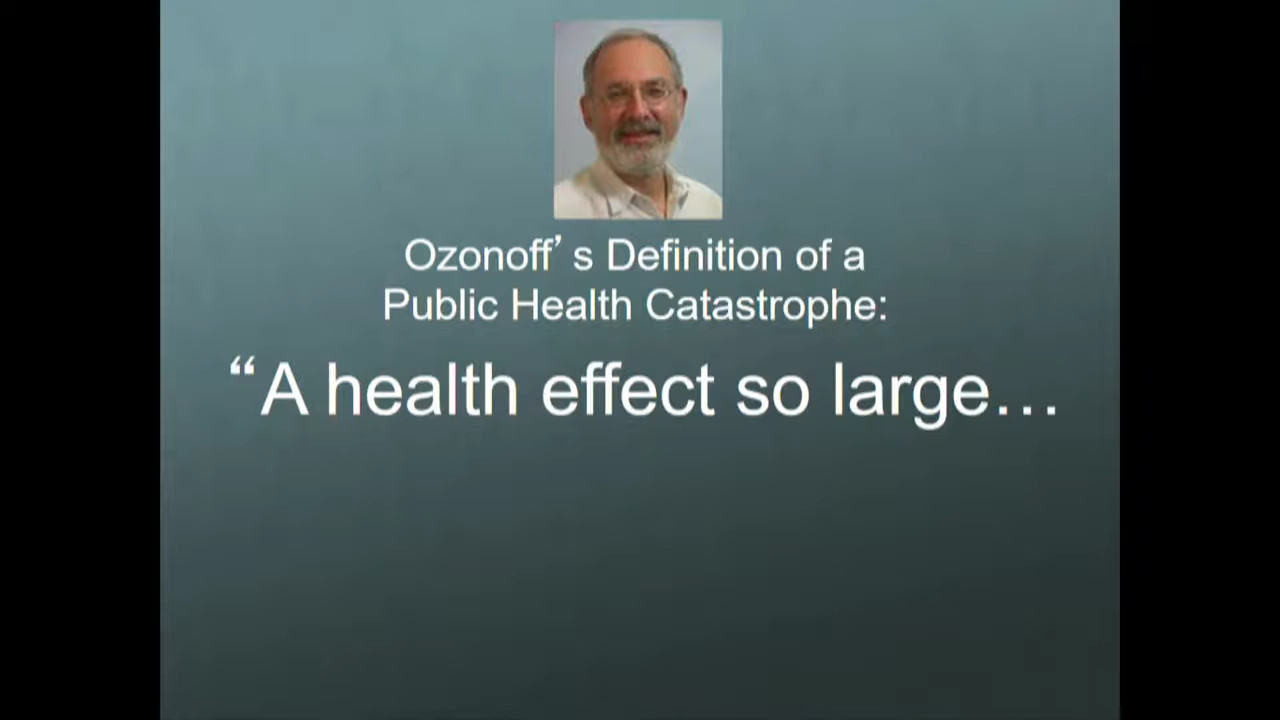 Ozonoff’s Definition of a
Public Health Catastrophe:
“A health effect so large…